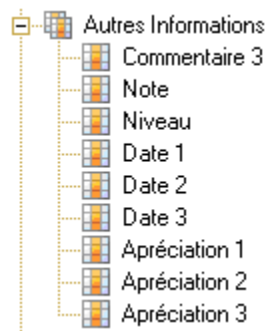 Autres Informations
Commentaire 3
Note
Niveau
Date 1
Date 2
Date 3
Apréciation 1
Apréciation 2
Apréciation 3